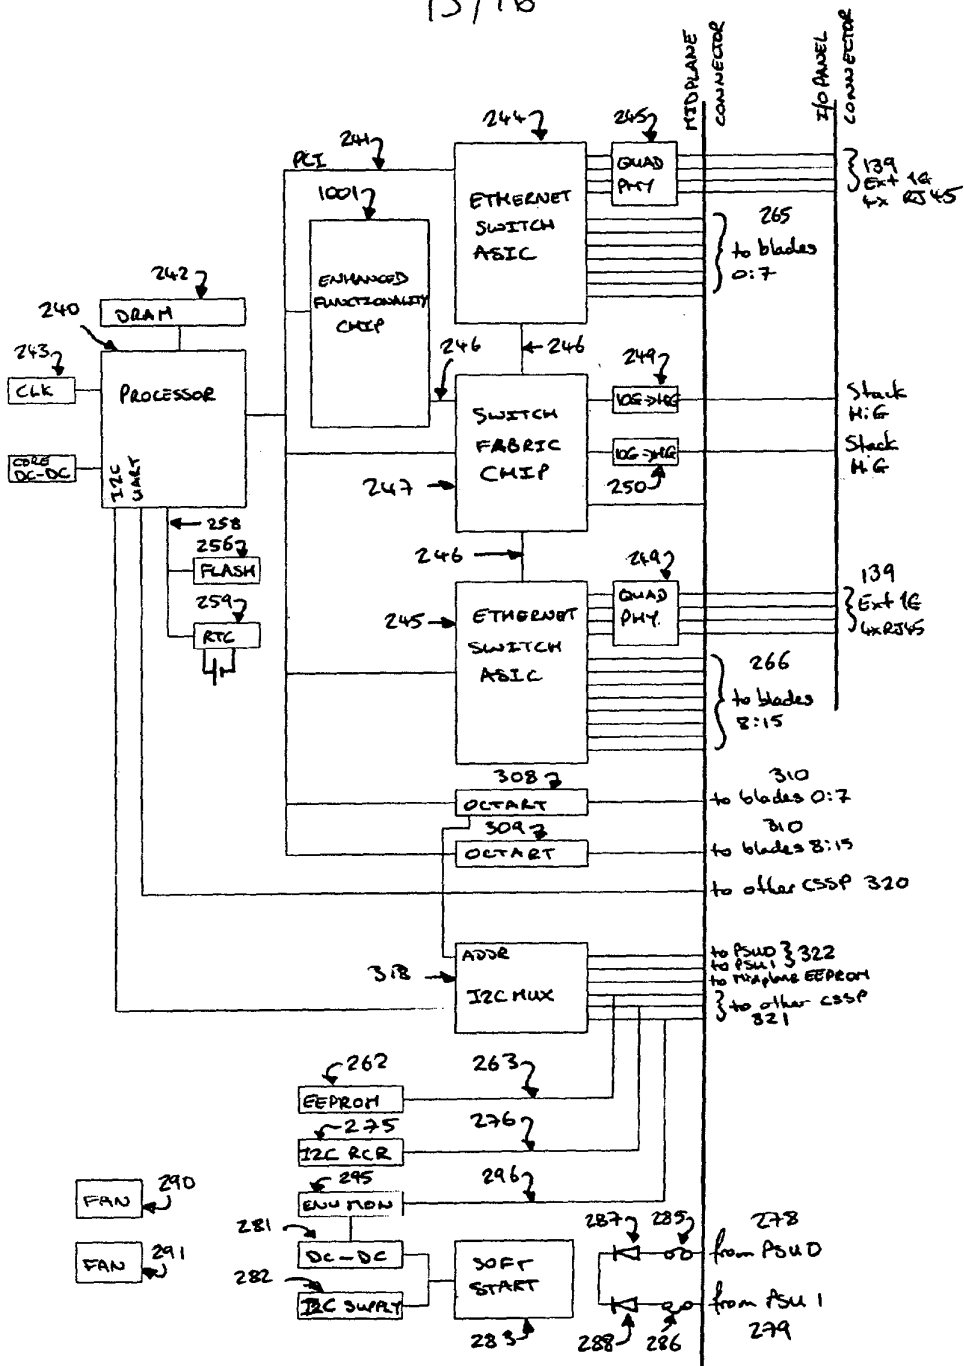 15/16
MIDPLANE
CONNECTOR
I/O PANEL
CONNECTOR
244
245
241
PCI
ETHERNET
SWITCH
ASIC
QUAD
PHY
139
Ext 1G
4x RJ45
1001
ENHANCED
FUNCTIONALITY
CHIP
265
to blades
0:7
242
DRAM
240
243
CLK
PROCESSOR
CORE
DC-DC
I2C
UART
246
246
249
10G->HG
Stack
HiG
SWITCH
FABRIC
CHIP
10G->HG
Stack
HiG
247
250
258
256
FLASH
259
RTC
246
249
245
ETHERNET
SWITCH
ASIC
QUAD
PHY.
139
Ext 1G
4xRJ45
266
to blades
8:15
308
OCTART
310
to blades 0:7
309
OCTART
310
to blades 8:15
to other CSSP 320
ADDR
318
I2C MUX
to PSU0
322
to PSU1
to Midplane EEPROM
to other CSSP
321
262
EEPROM
263
275
I2C RCR
276
295
ENV MON
296
290
FAN
291
FAN
281
DC-DC
282
I2C SUPPLY
SOFT
START
283
287
285
278
from PSU0
from PSU 1
288
286
279